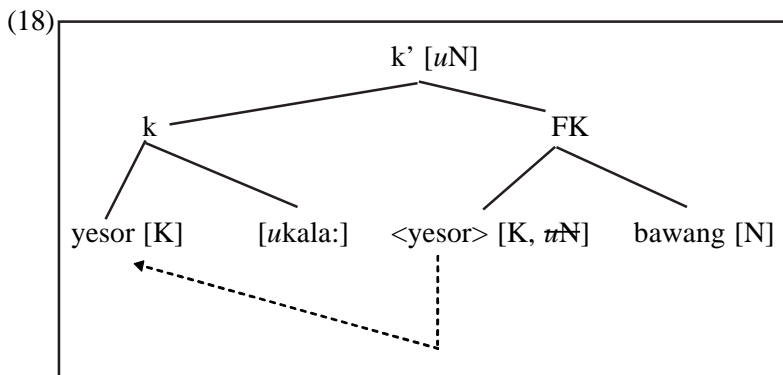 (18)
k’ [uN]
k FK
yesor [K] [ukala:] <yesor> [K, uN] bawang [N]